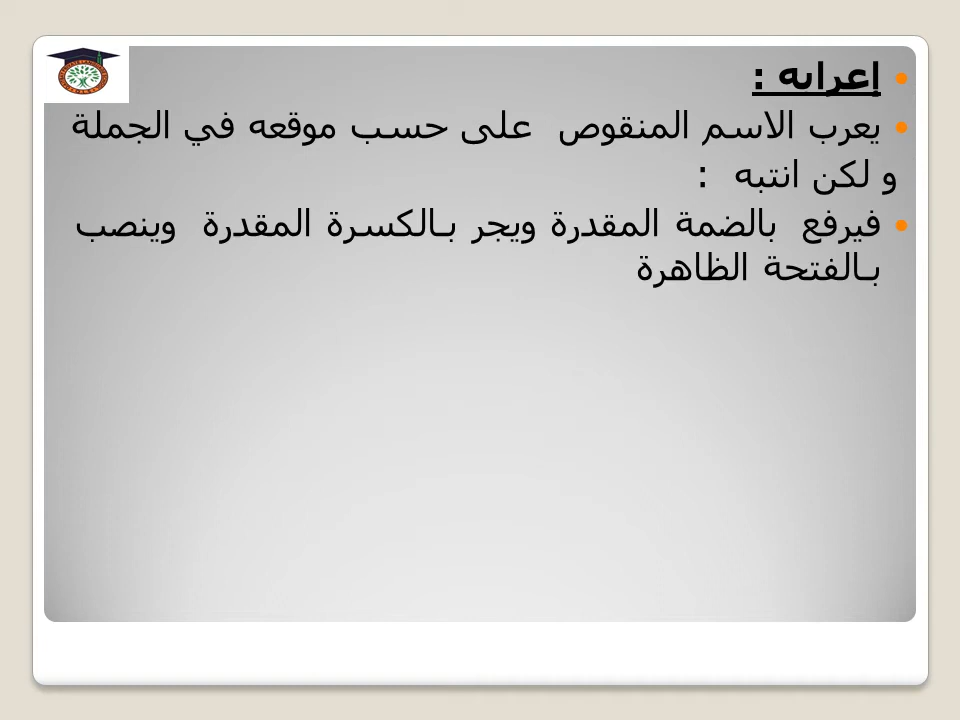 إعرابه :
يعرب الاسم المنقوص على حسب موقعه في الجملة
و لكن انتبه :
فيرفع بالضمة المقدرة ويجر بالكسرة المقدرة وينصب
بالفتحة الظاهرة